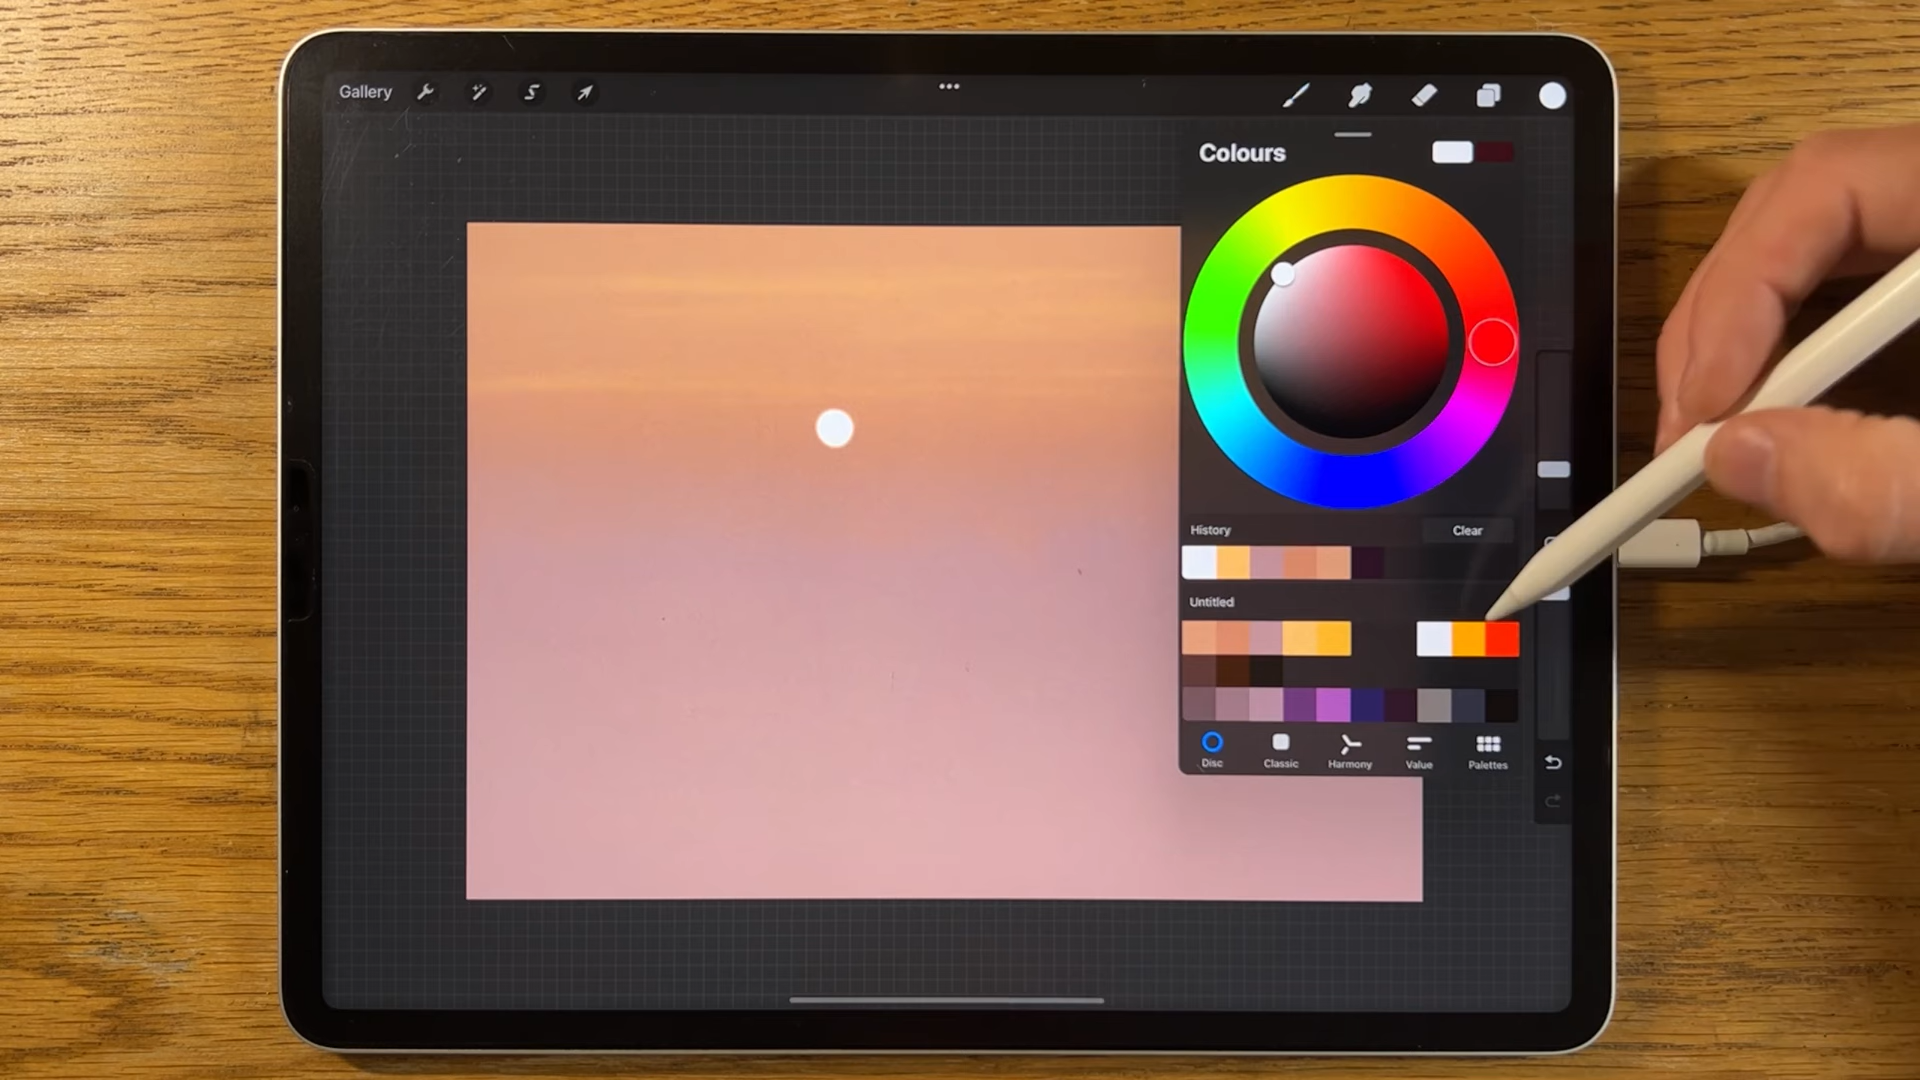 Gallery
Colours
History
Clear
Untitled
Disc
Classic
Harmony
Value
Palettes